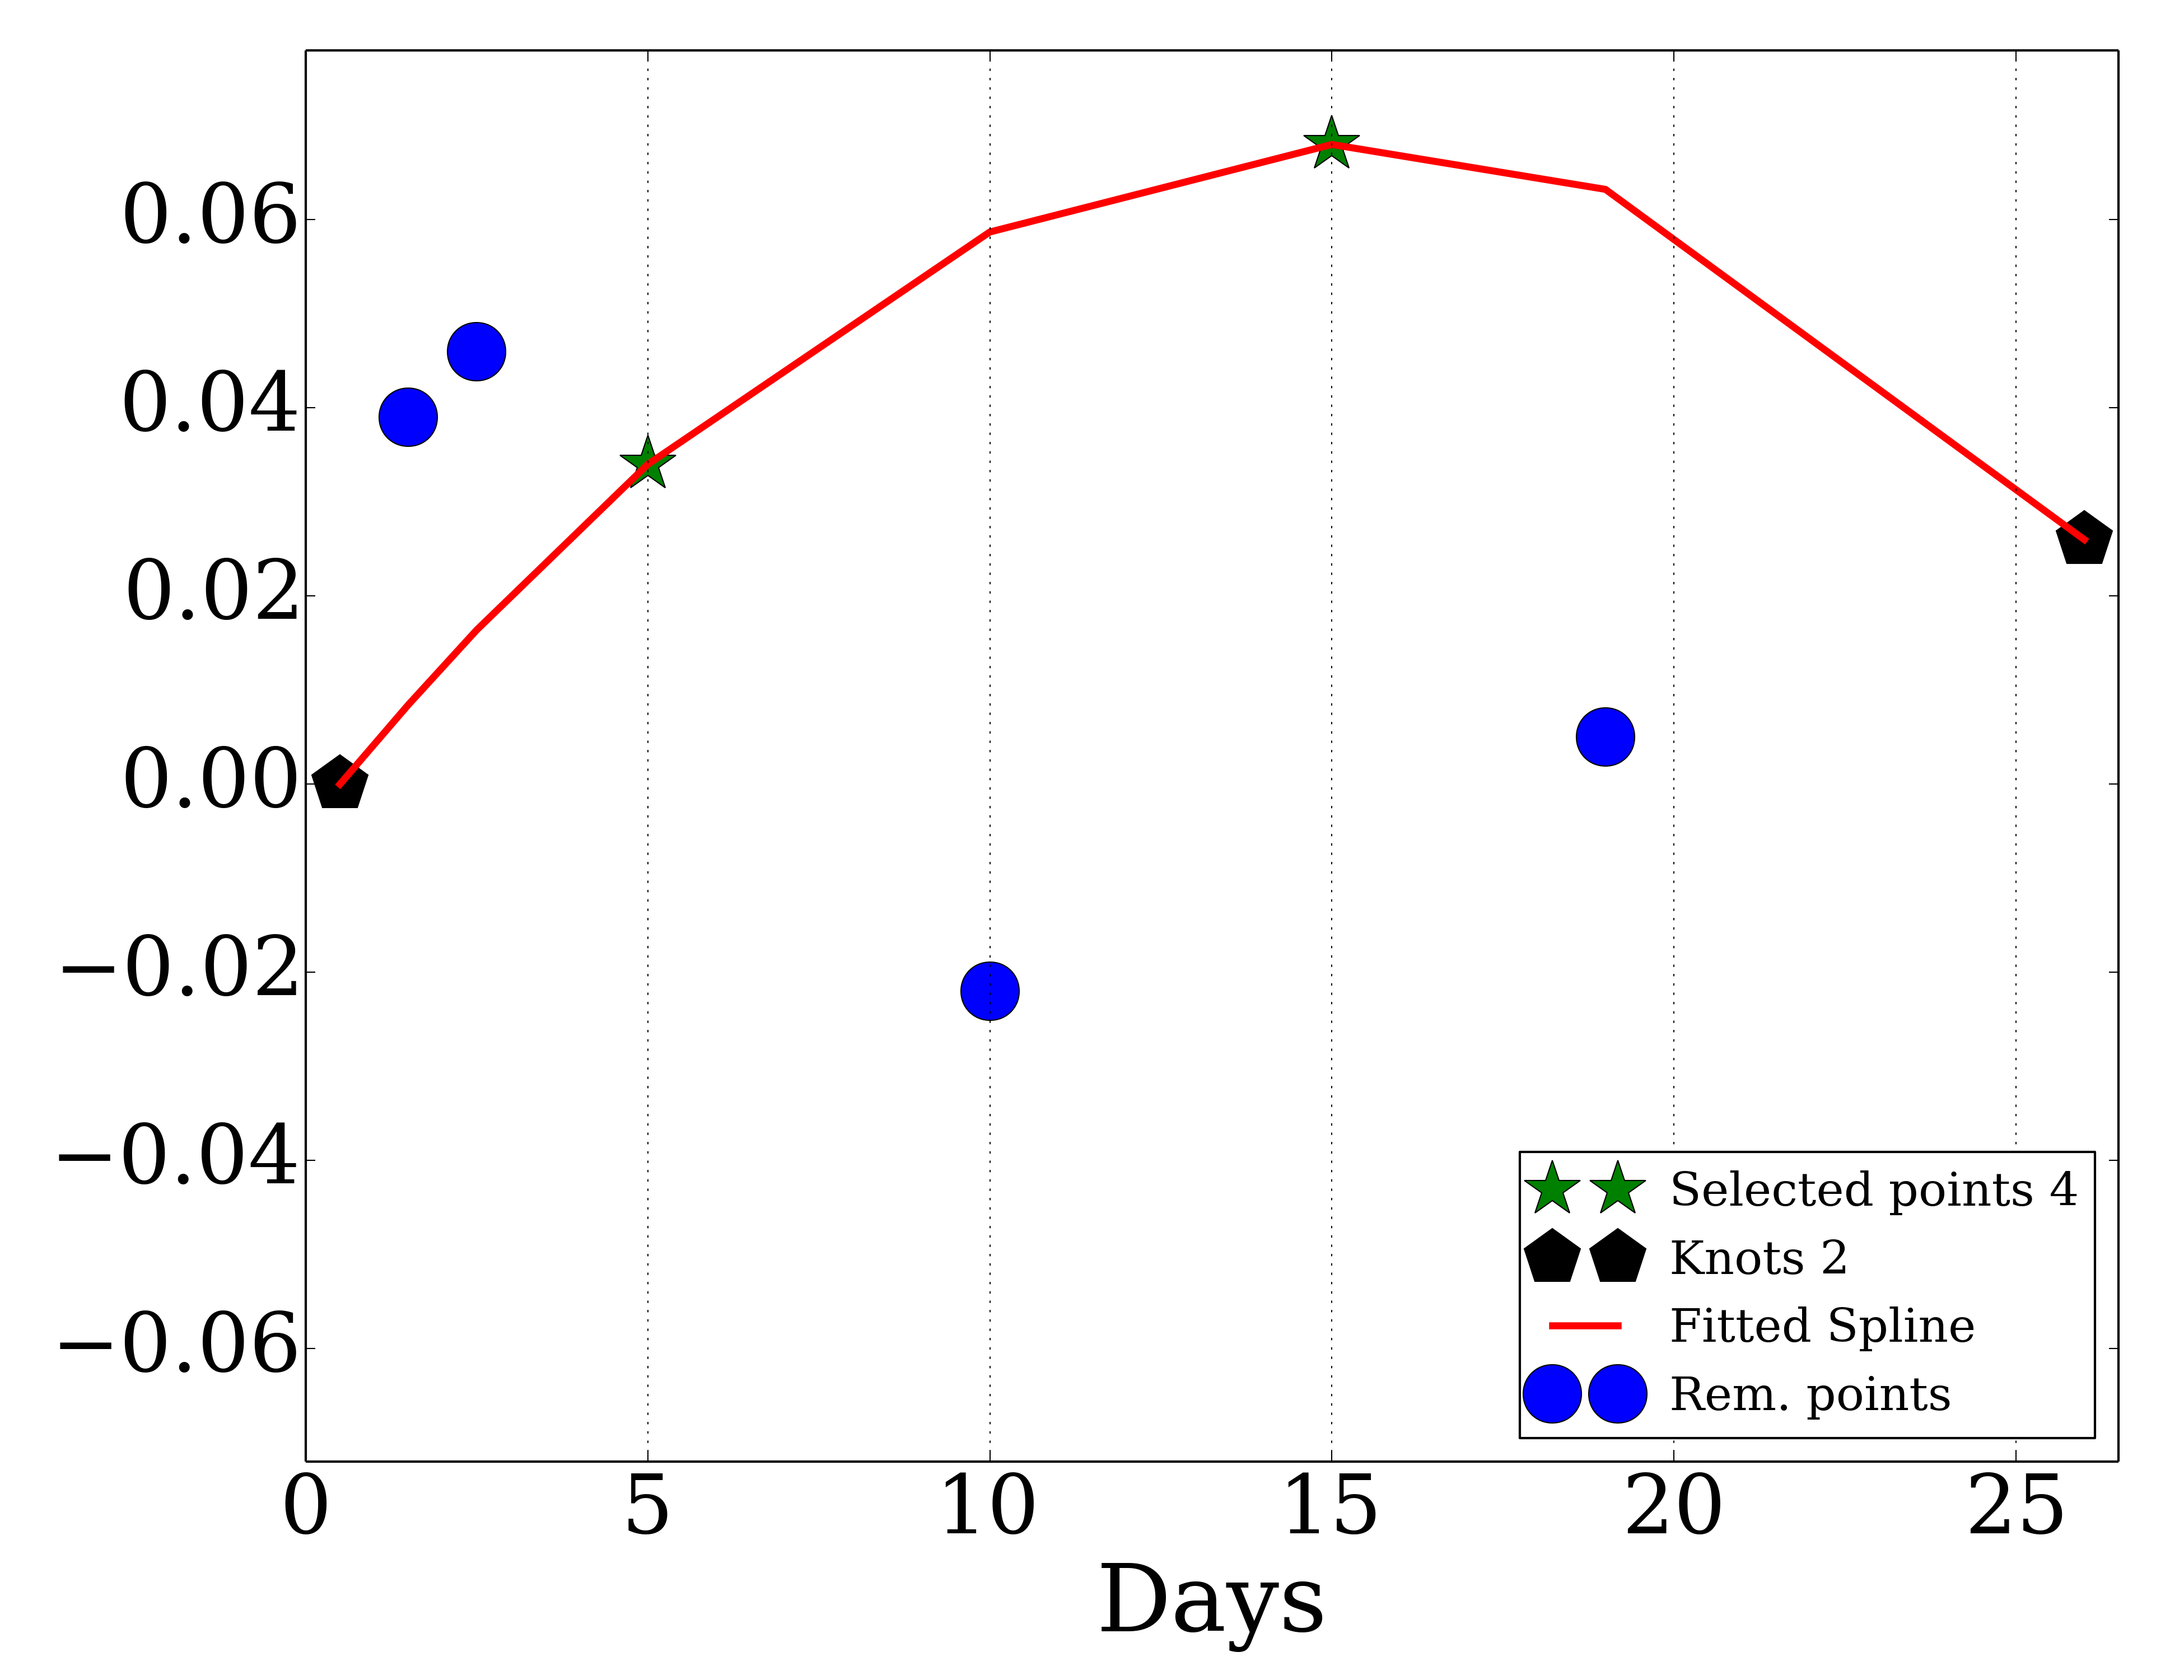 0.06
0.04
0.02
0.00
−0.02
−0.04
−0.06
Selected points 4
Knots 2
Fitted Spline
Rem. points
0 5 10 15 20 25
Days